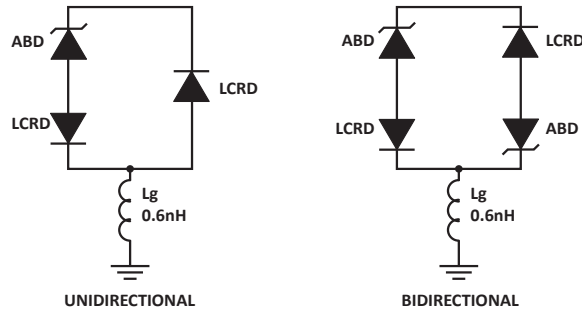 ABD
LCRD
LCRD
Lg
0.6nH
UNIDIRECTIONAL
ABD
LCRD
LCRD
ABD
Lg
0.6nH
BIDIRECTIONAL